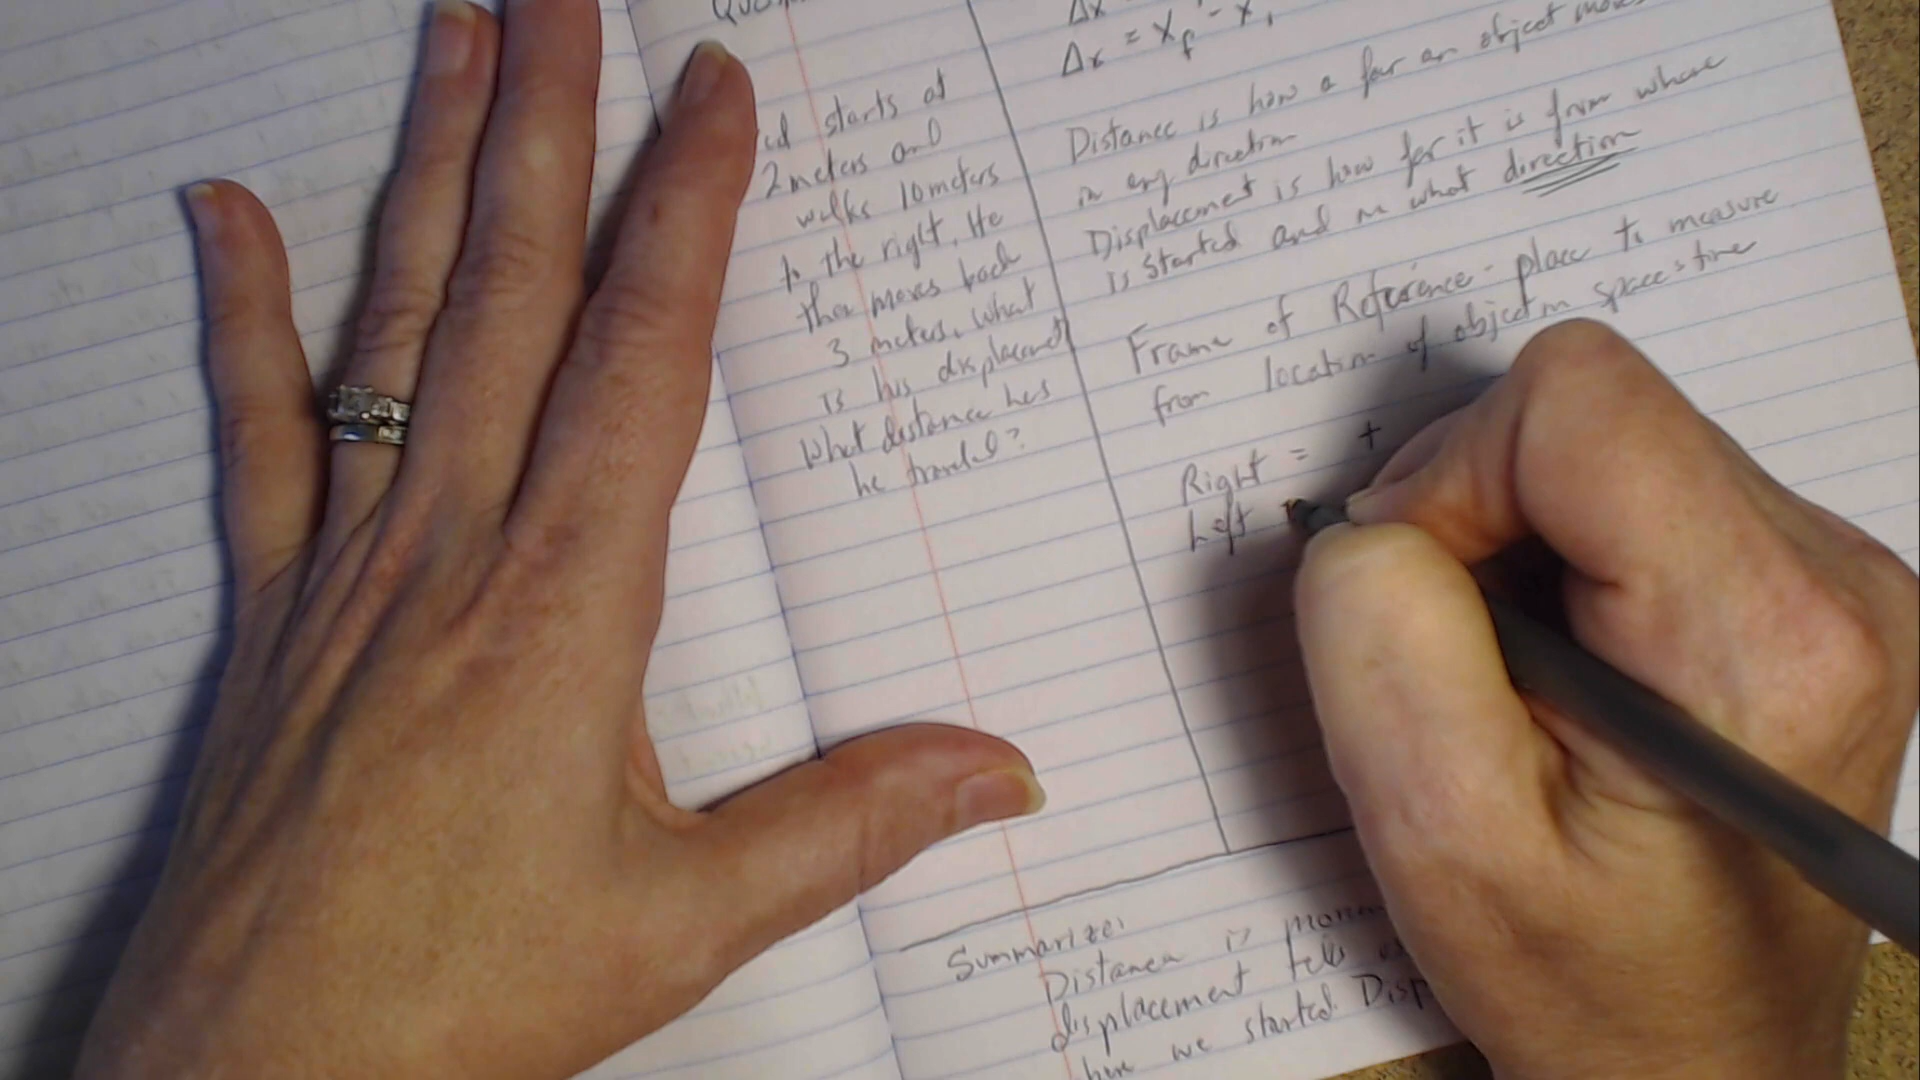 starts at
2 meters and
walks 10 meters
to the right. He
then moves back
3 meters. What
is his displacement
What distance has
he traveled?
Δx
Δx = x f - x i
Distance is how a far an object moves
in any direction
Displacement is how far it is from where
is started and in what direction
Frame of Reference - place to measure
from location of object in space + time
Right = +
Left
Summarize:
Distance is
displacement tells
here we started. Disp